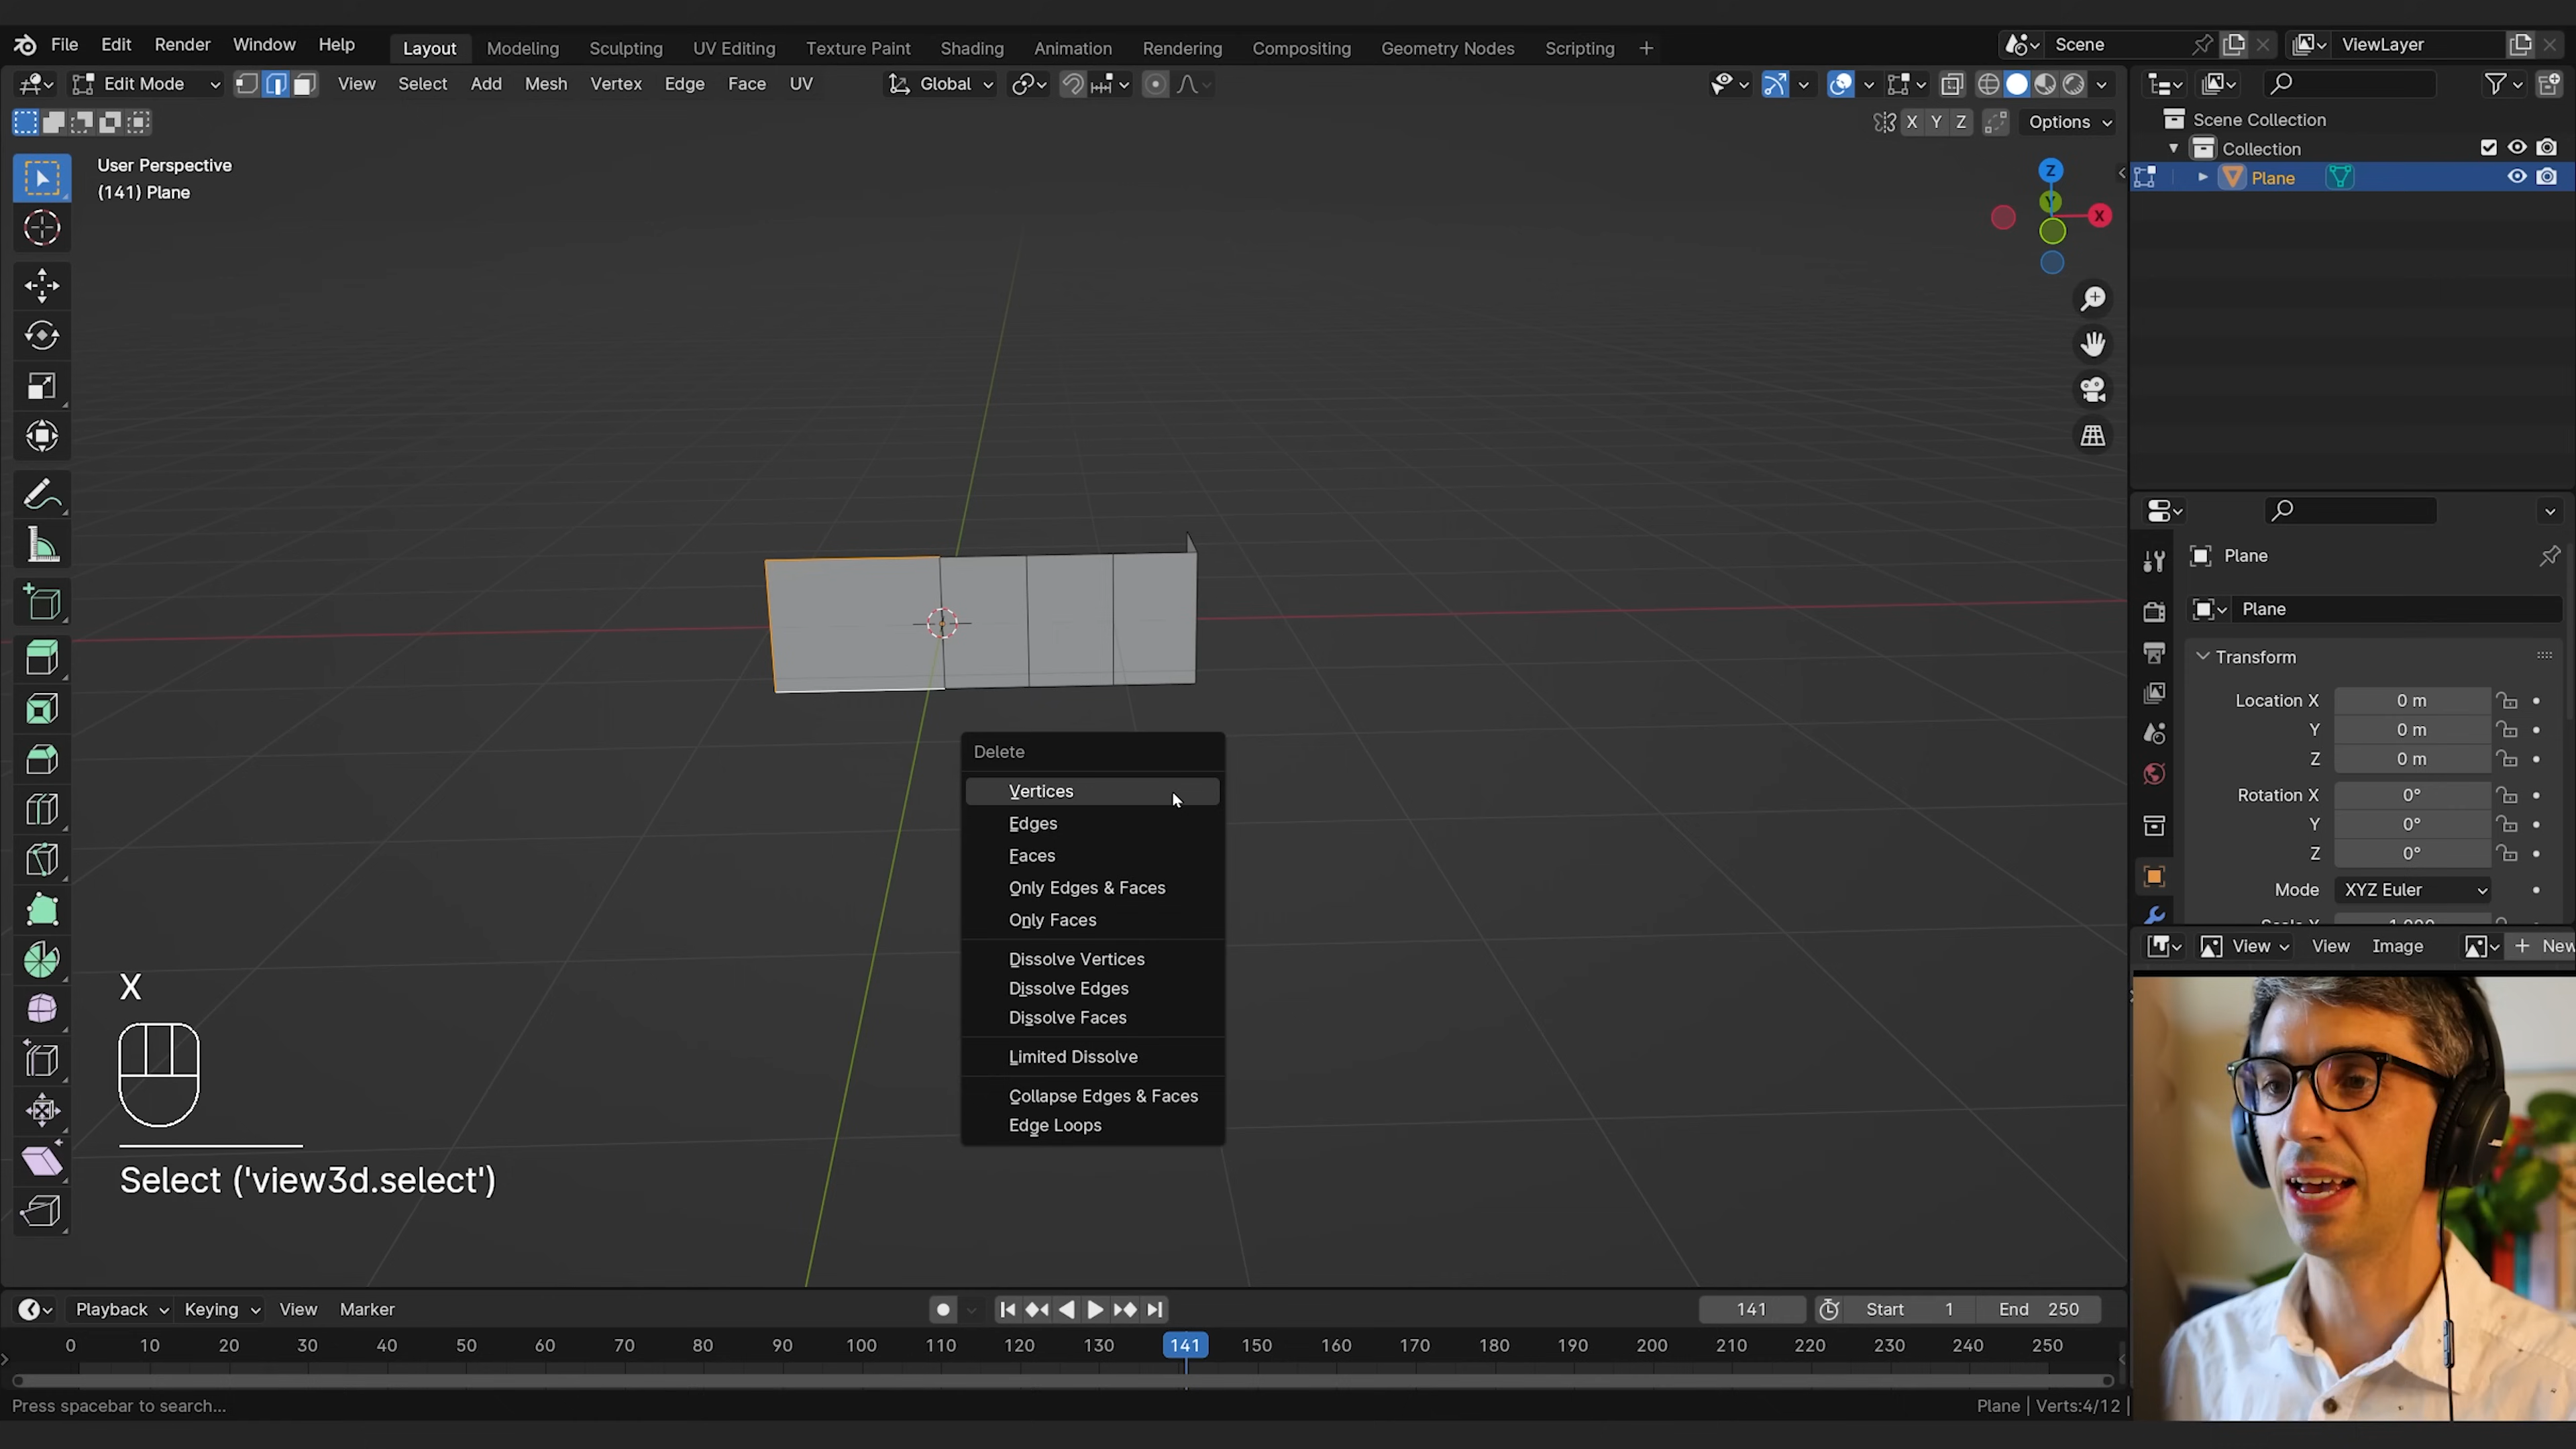 File Edit Render Window Help Layout Modeling Sculpting UV Editing Texture Paint Shading Animation Rendering Compositing Geometry Nodes Scripting + Scene ViewLayer
Edit Mode View Select Add Mesh Vertex Edge Face UV Global
X Y Z Options
User Perspective
(141) Plane
Z
Y
X
Scene Collection
Collection
Plane
Plane
Plane
Transform
Location X 0 m
Y 0 m
Z 0 m
Rotation X 0°
Y 0°
Z 0°
Mode XYZ Euler
View View Image + New
Delete
Vertices
Edges
Faces
Only Edges & Faces
Only Faces
Dissolve Vertices
Dissolve Edges
Dissolve Faces
Limited Dissolve
Collapse Edges & Faces
Edge Loops
X
Select ('view3d.select')
Playback Keying View Marker 141 Start 1 End 250
0 10 20 30 40 50 60 70 80 90 100 110 120 130 141 150 160 170 180 190 200 210 220 230 240 250
Press spacebar to search... Plane | Verts:4/12